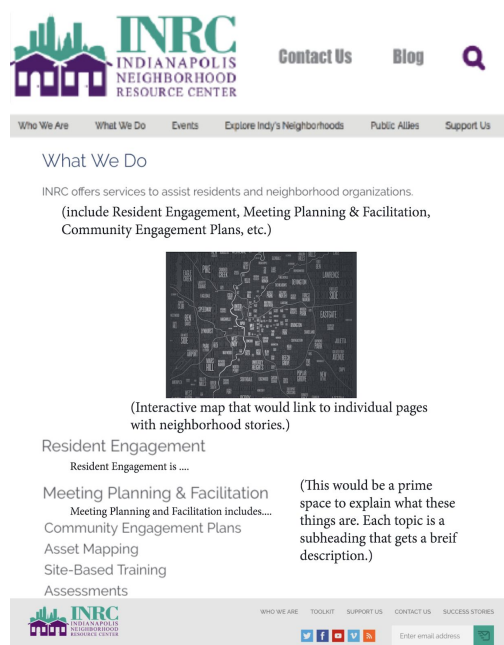 INRC
INDIANAPOLIS
NEIGHBORHOOD
RESOURCE CENTER
Contact Us Blog
Who We Are What We Do Events Explore Indy's Neighborhoods Public Allies Support Us
What We Do
INRC offers services to assist residents and neighborhood organizations.
(include Resident Engagement, Meeting Planning & Facilitation,
Community Engagement Plans, etc.)
PIKE
LAWRENCE
EASTGATE
(Interactive map that would link to individual pages
with neighborhood stories.)
Resident Engagement
Resident Engagement is ....
Meeting Planning & Facilitation
Meeting Planning and Facilitation includes....
Community Engagement Plans
Asset Mapping
Site-Based Training
Assessments
(This would be a prime
space to explain what these
things are. Each topic is a
subheading that gets a breif
description.)
INRC
INDIANAPOLIS
NEIGHBORHOOD
RESOURCE CENTER
WHO WE ARE TOOLKIT SUPPORT US CONTACT US SUCCESS STORIES
Enter email address